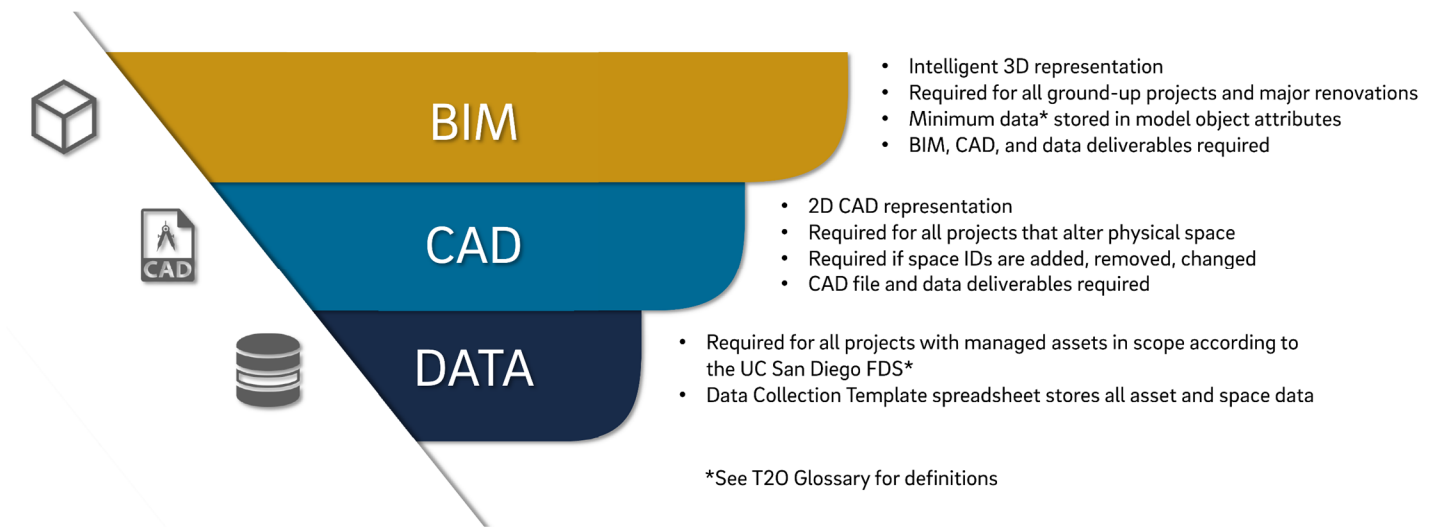 BIM
• Intelligent 3D representation
• Required for all ground-up projects and major renovations
• Minimum data* stored in model object attributes
• BIM, CAD, and data deliverables required
CAD
CAD
• 2D CAD representation
• Required for all projects that alter physical space
• Required if space IDs are added, removed, changed
• CAD file and data deliverables required
DATA
• Required for all projects with managed assets in scope according to
the UC San Diego FDS*
• Data Collection Template spreadsheet stores all asset and space data
*See T2O Glossary for definitions